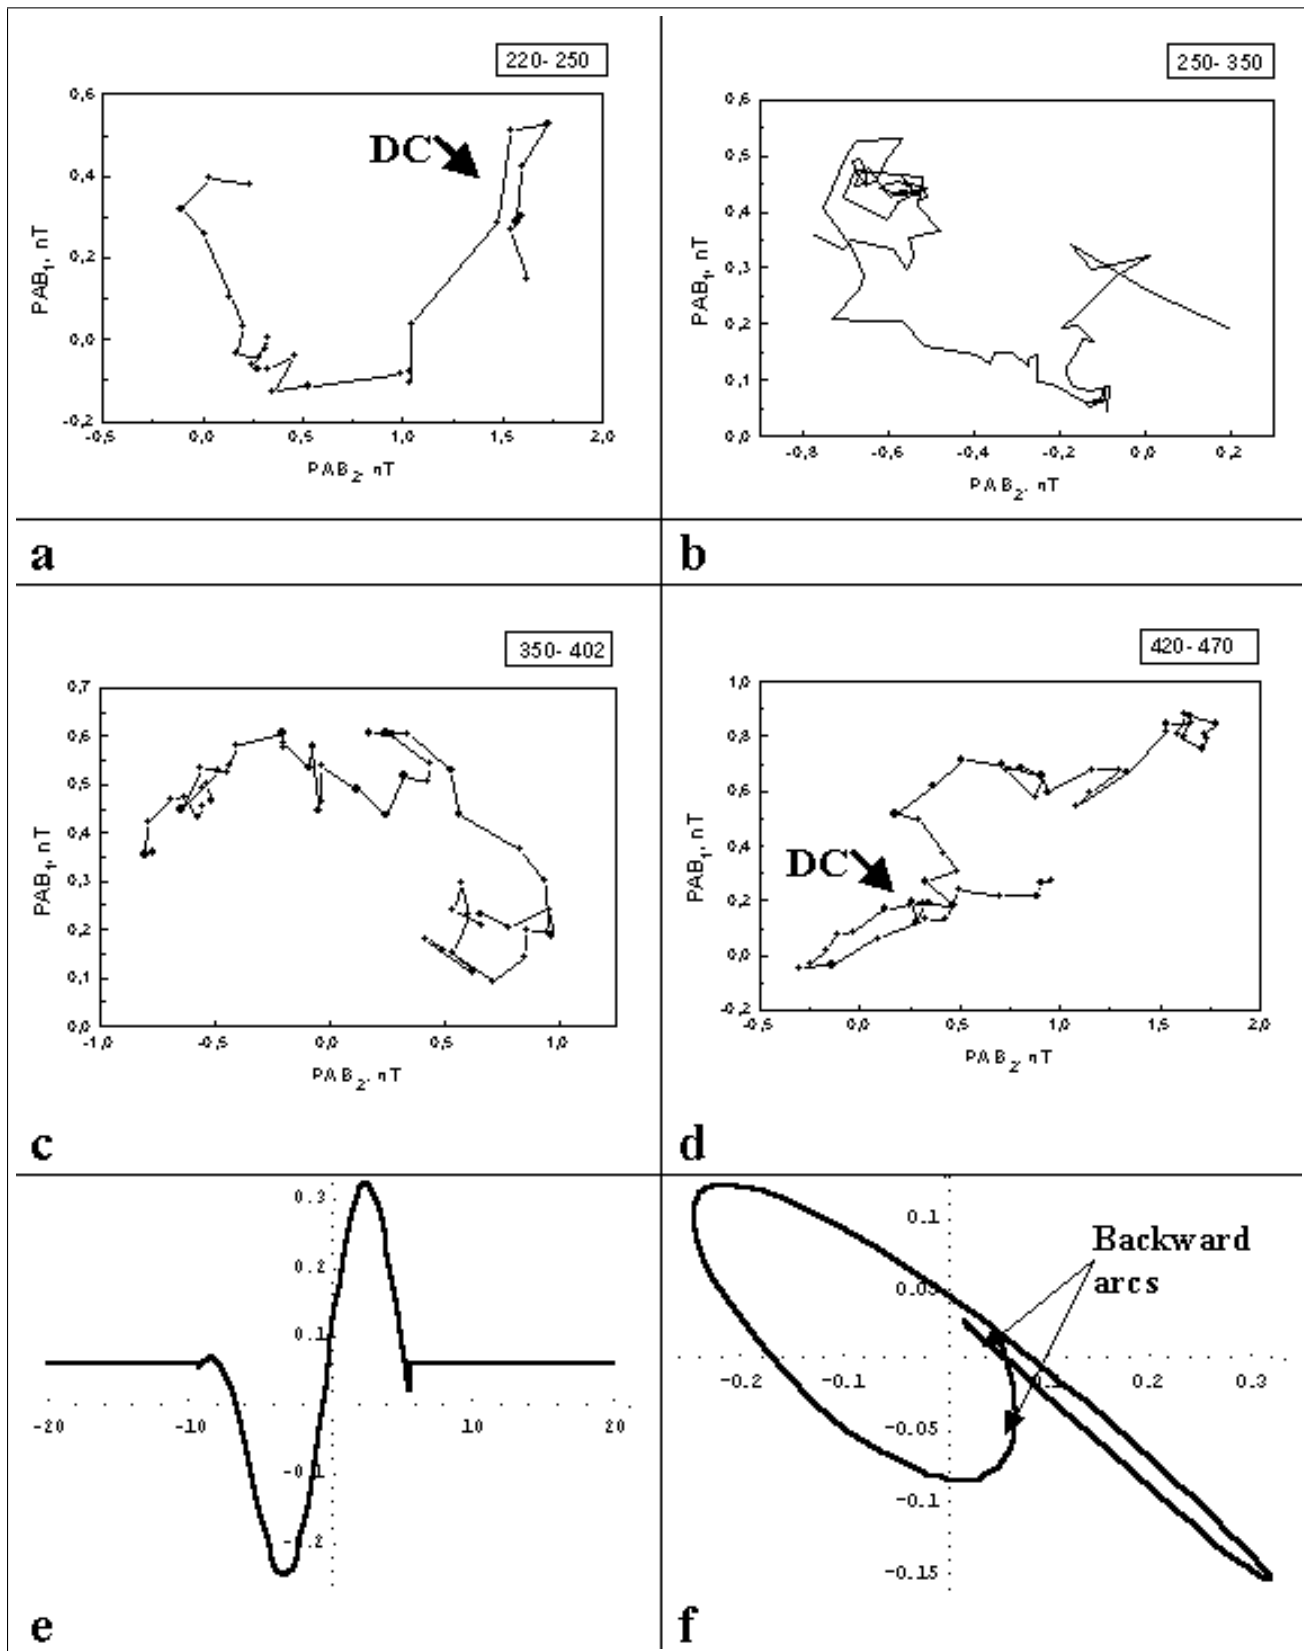 220- 250
0,6
DC
0,4
PAB1, nT
0,2
0,0
-0,2
-0,5 0,0 0,5 1,0 1,5 2,0
PAB2, nT
a
250- 350
0,6
0,5
0,4
PAB1, nT
0,3
0,2
0,1
0,0
-0,8 -0,6 -0,4 -0,2 0,0 0,2
PAB2, nT
b
350- 402
0,7
0,6
0,5
0,4
PAB1, nT
0,3
0,2
0,1
0,0
-1,0 -0,5 0,0 0,5 1,0
PAB2, nT
c
420- 470
1,0
0,8
0,6
PAB1, nT
0,4
DC
0,2
0,0
-0,2
-0,5 0,0 0,5 1,0 1,5 2,0
PAB2, nT
d
0.3
0.2
0.1
-20 -10 10 20
-0.1
-0.2
e
0.1
Backward
arcs
0.05
-0.2 -0.1 0.1 0.2 0.3
-0.05
-0.1
-0.15
f